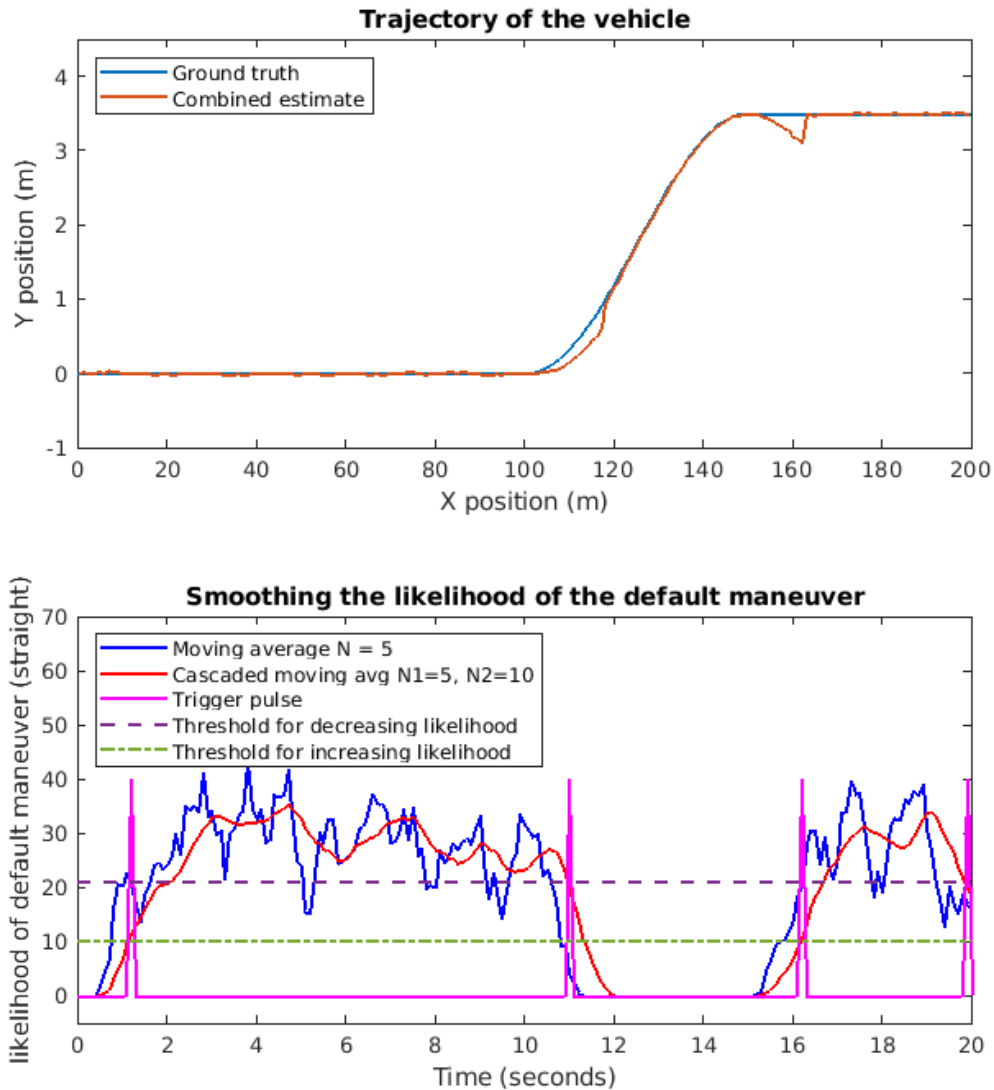 Trajectory of the vehicle
Ground truth
Combined estimate
Y position (m)
4
3
2
1
0
-1
0 20 40 60 80 100 120 140 160 180 200
X position (m)
Smoothing the likelihood of the default maneuver
Moving average N = 5
Cascaded moving avg N1=5, N2=10
Trigger pulse
Threshold for decreasing likelihood
Threshold for increasing likelihood
likelihood of default maneuver (straight)
70
60
50
40
30
20
10
0
0 2 4 6 8 10 12 14 16 18 20
Time (seconds)